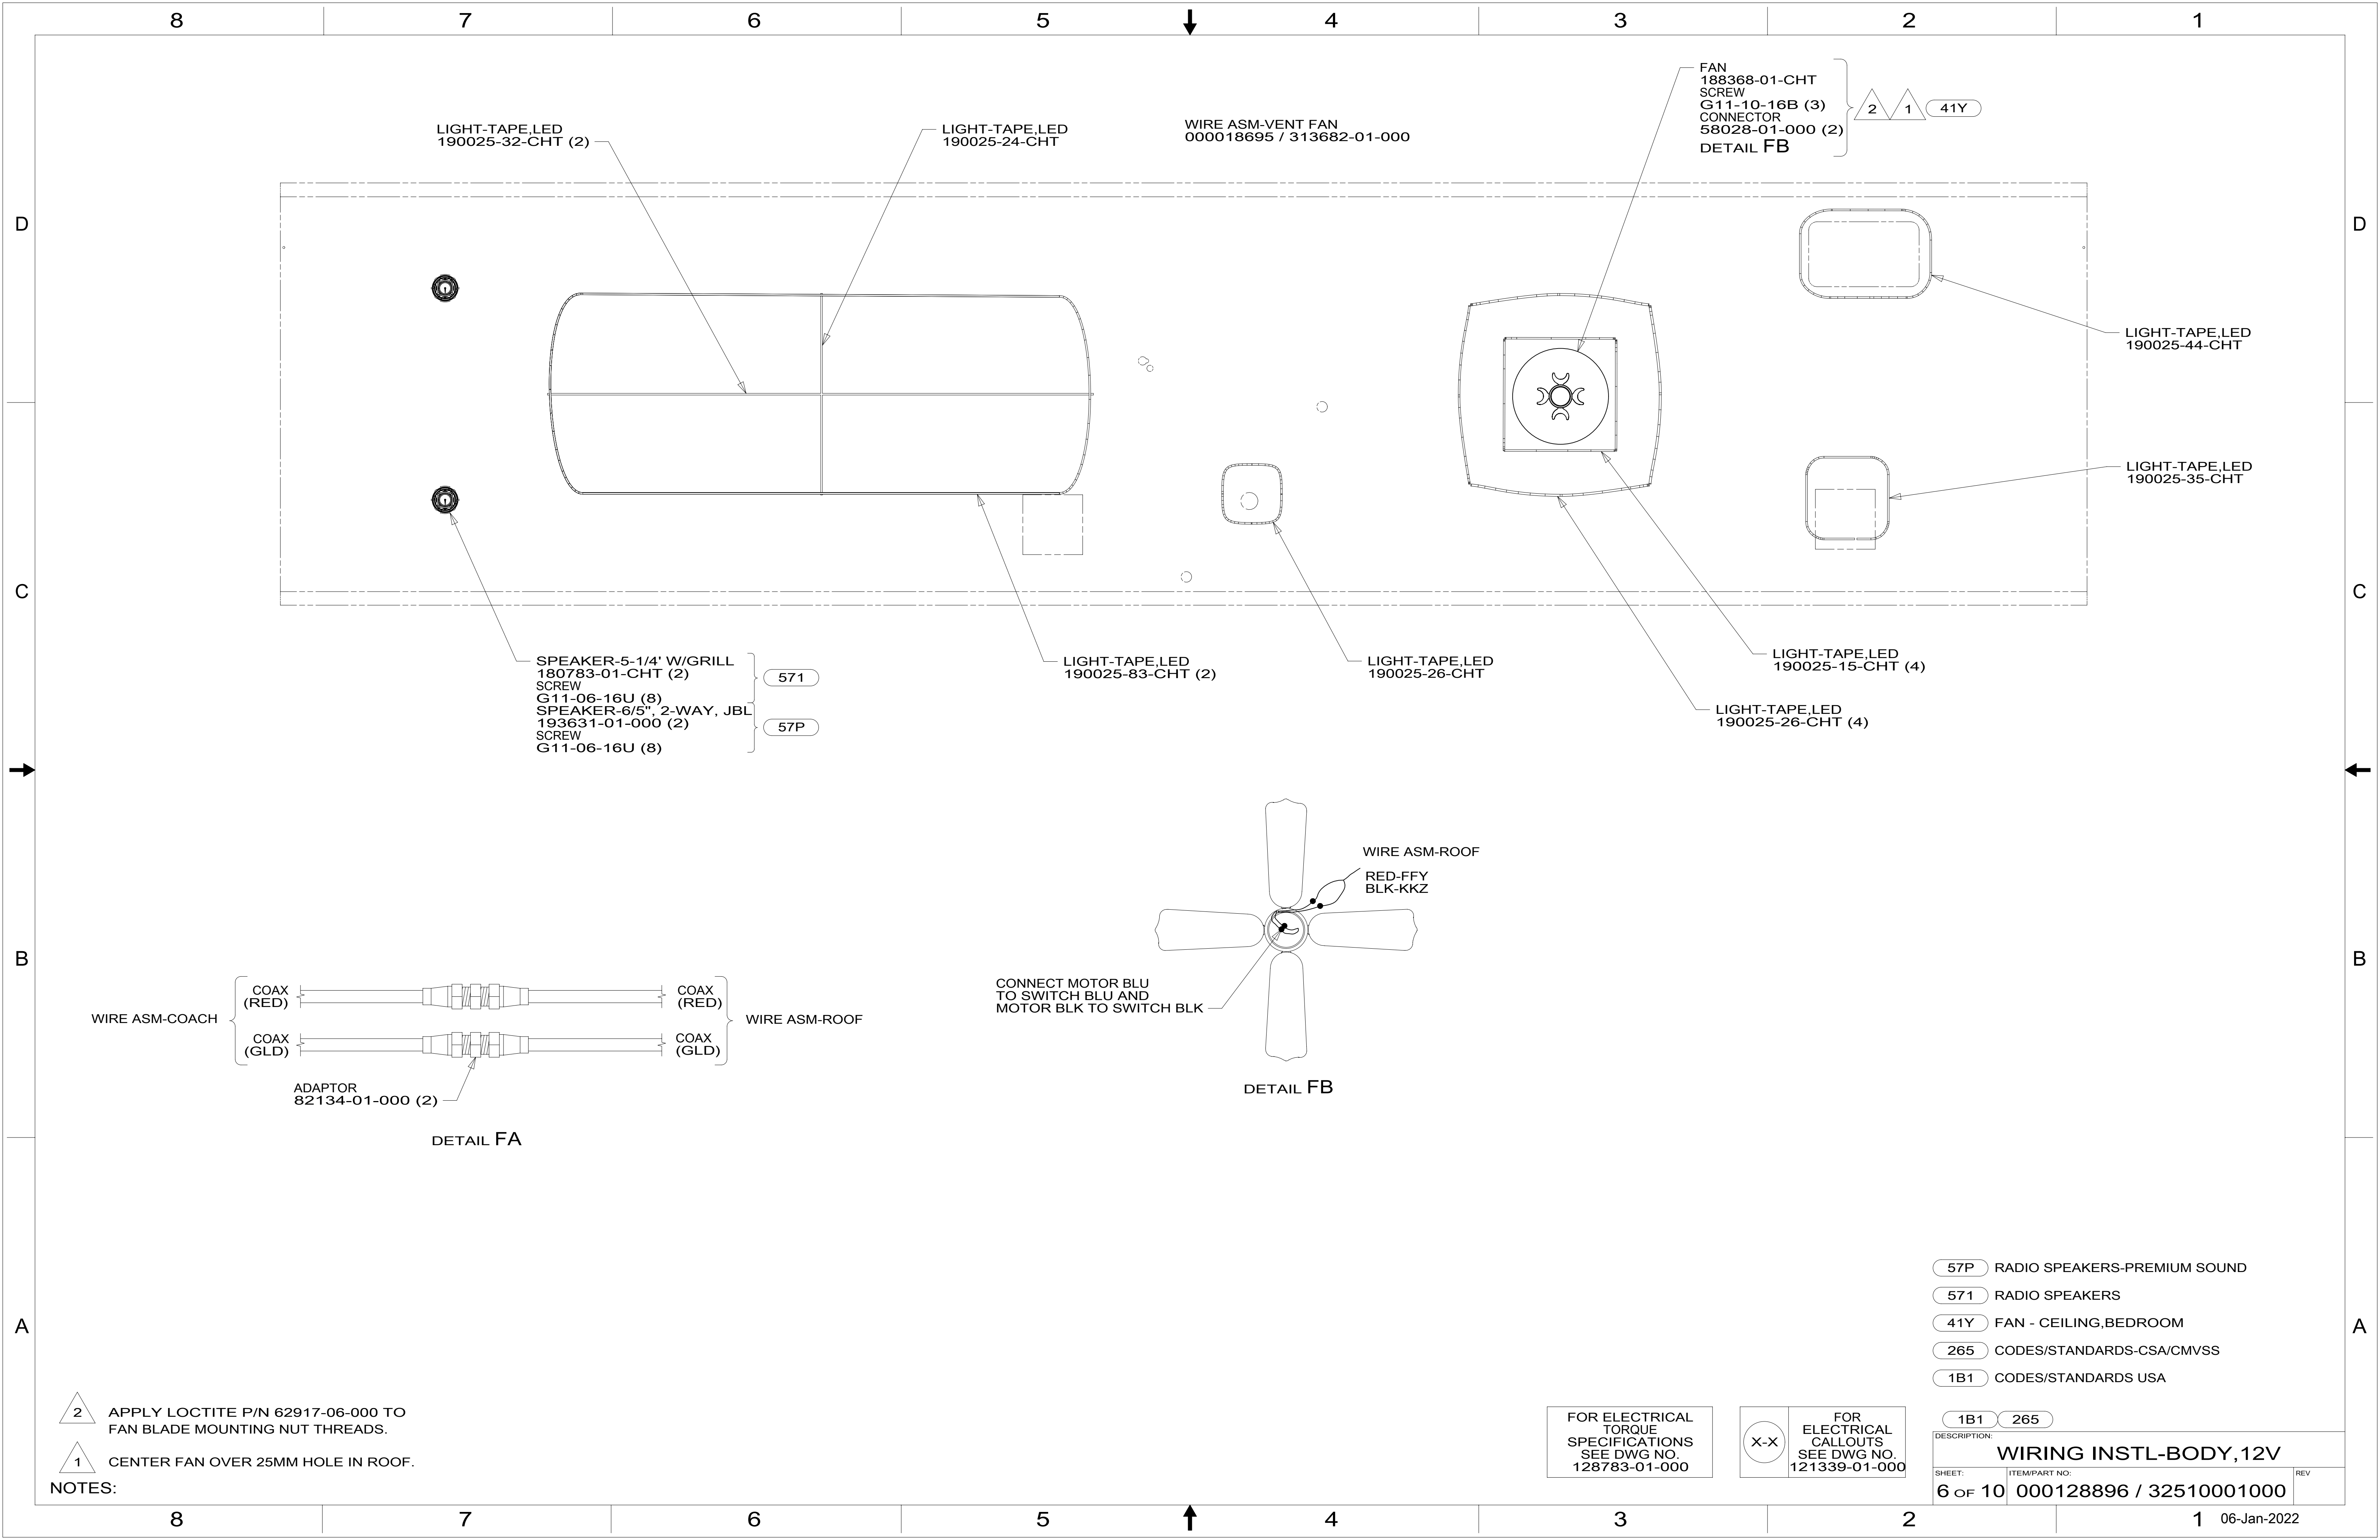 8 7 6 5 4 3 2 1
FAN
188368-01-CHT
SCREW
G11-10-16B (3)
CONNECTOR
58028-01-000 (2)
DETAIL FB
2 1 41Y
LIGHT-TAPE,LED
190025-32-CHT (2)
LIGHT-TAPE,LED
190025-24-CHT
WIRE ASM-VENT FAN
000018695 / 313682-01-000
D D
LIGHT-TAPE,LED
190025-44-CHT
LIGHT-TAPE,LED
190025-35-CHT
C C
SPEAKER-5-1/4' W/GRILL
180783-01-CHT (2)
SCREW
G11-06-16U (8)
571
SPEAKER-6/5", 2-WAY, JBL
193631-01-000 (2)
SCREW
G11-06-16U (8)
57P
LIGHT-TAPE,LED
190025-83-CHT (2)
LIGHT-TAPE,LED
190025-26-CHT
LIGHT-TAPE,LED
190025-15-CHT (4)
LIGHT-TAPE,LED
190025-26-CHT (4)
WIRE ASM-ROOF
RED-FFY
BLK-KKZ
CONNECT MOTOR BLU
TO SWITCH BLU AND
MOTOR BLK TO SWITCH BLK
DETAIL FB
B B
WIRE ASM-COACH
COAX
(RED)
COAX
(GLD)
COAX
(RED)
COAX
(GLD)
WIRE ASM-ROOF
ADAPTOR
82134-01-000 (2)
DETAIL FA
A A
57P RADIO SPEAKERS-PREMIUM SOUND
571 RADIO SPEAKERS
41Y FAN - CEILING,BEDROOM
265 CODES/STANDARDS-CSA/CMVSS
1B1 CODES/STANDARDS USA
1B1 265
2 APPLY LOCTITE P/N 62917-06-000 TO
FAN BLADE MOUNTING NUT THREADS.
1 CENTER FAN OVER 25MM HOLE IN ROOF.
NOTES:
FOR ELECTRICAL
TORQUE
SPECIFICATIONS
SEE DWG NO.
128783-01-000
X-X
FOR
ELECTRICAL
CALLOUTS
SEE DWG NO.
121339-01-000
DESCRIPTION:
WIRING INSTL-BODY,12V
SHEET:
6 OF 10
ITEM/PART NO:
000128896 / 32510001000
REV
8 7 6 5 4 3 2 1
06-Jan-2022